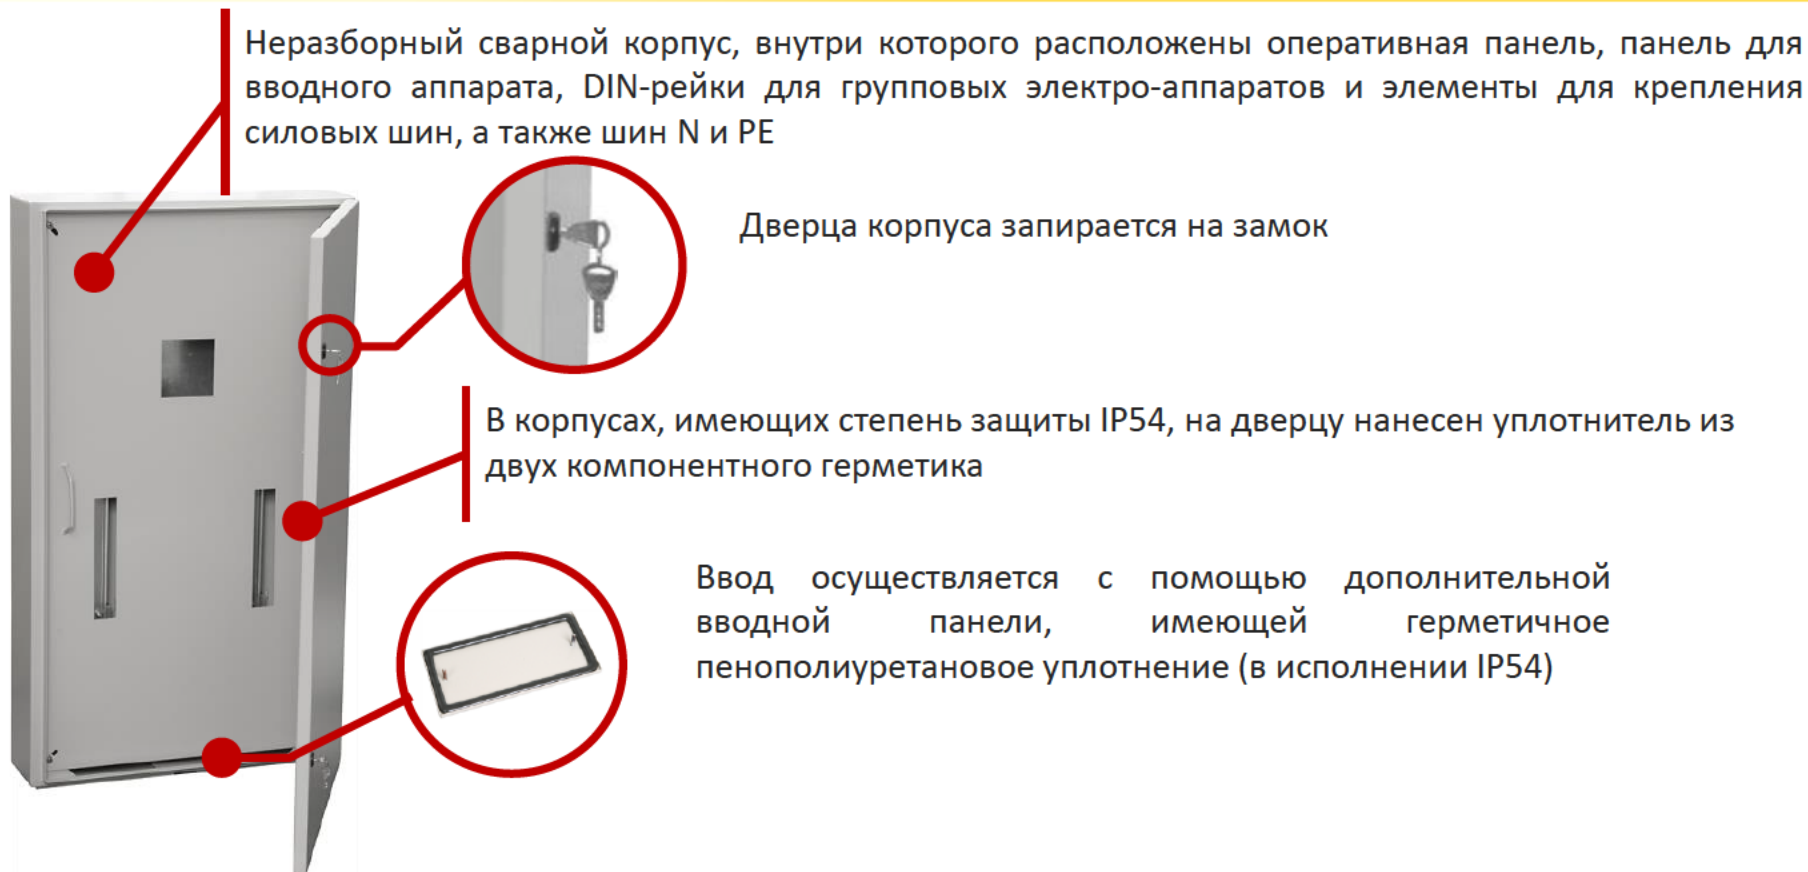 Неразборный сварной корпус, внутри которого расположены оперативная панель, панель для
вводного аппарата, DIN-рейки для групповых электро-аппаратов и элементы для крепления
силовых шин, а также шин N и PE
Дверца корпуса запирается на замок
В корпусах, имеющих степень защиты IP54, на дверцу нанесен уплотнитель из
двух компонентного герметика
Ввод осуществляется с помощью дополнительной
вводной панели, имеющей герметичное
пенополиуретановое уплотнение (в исполнении IP54)